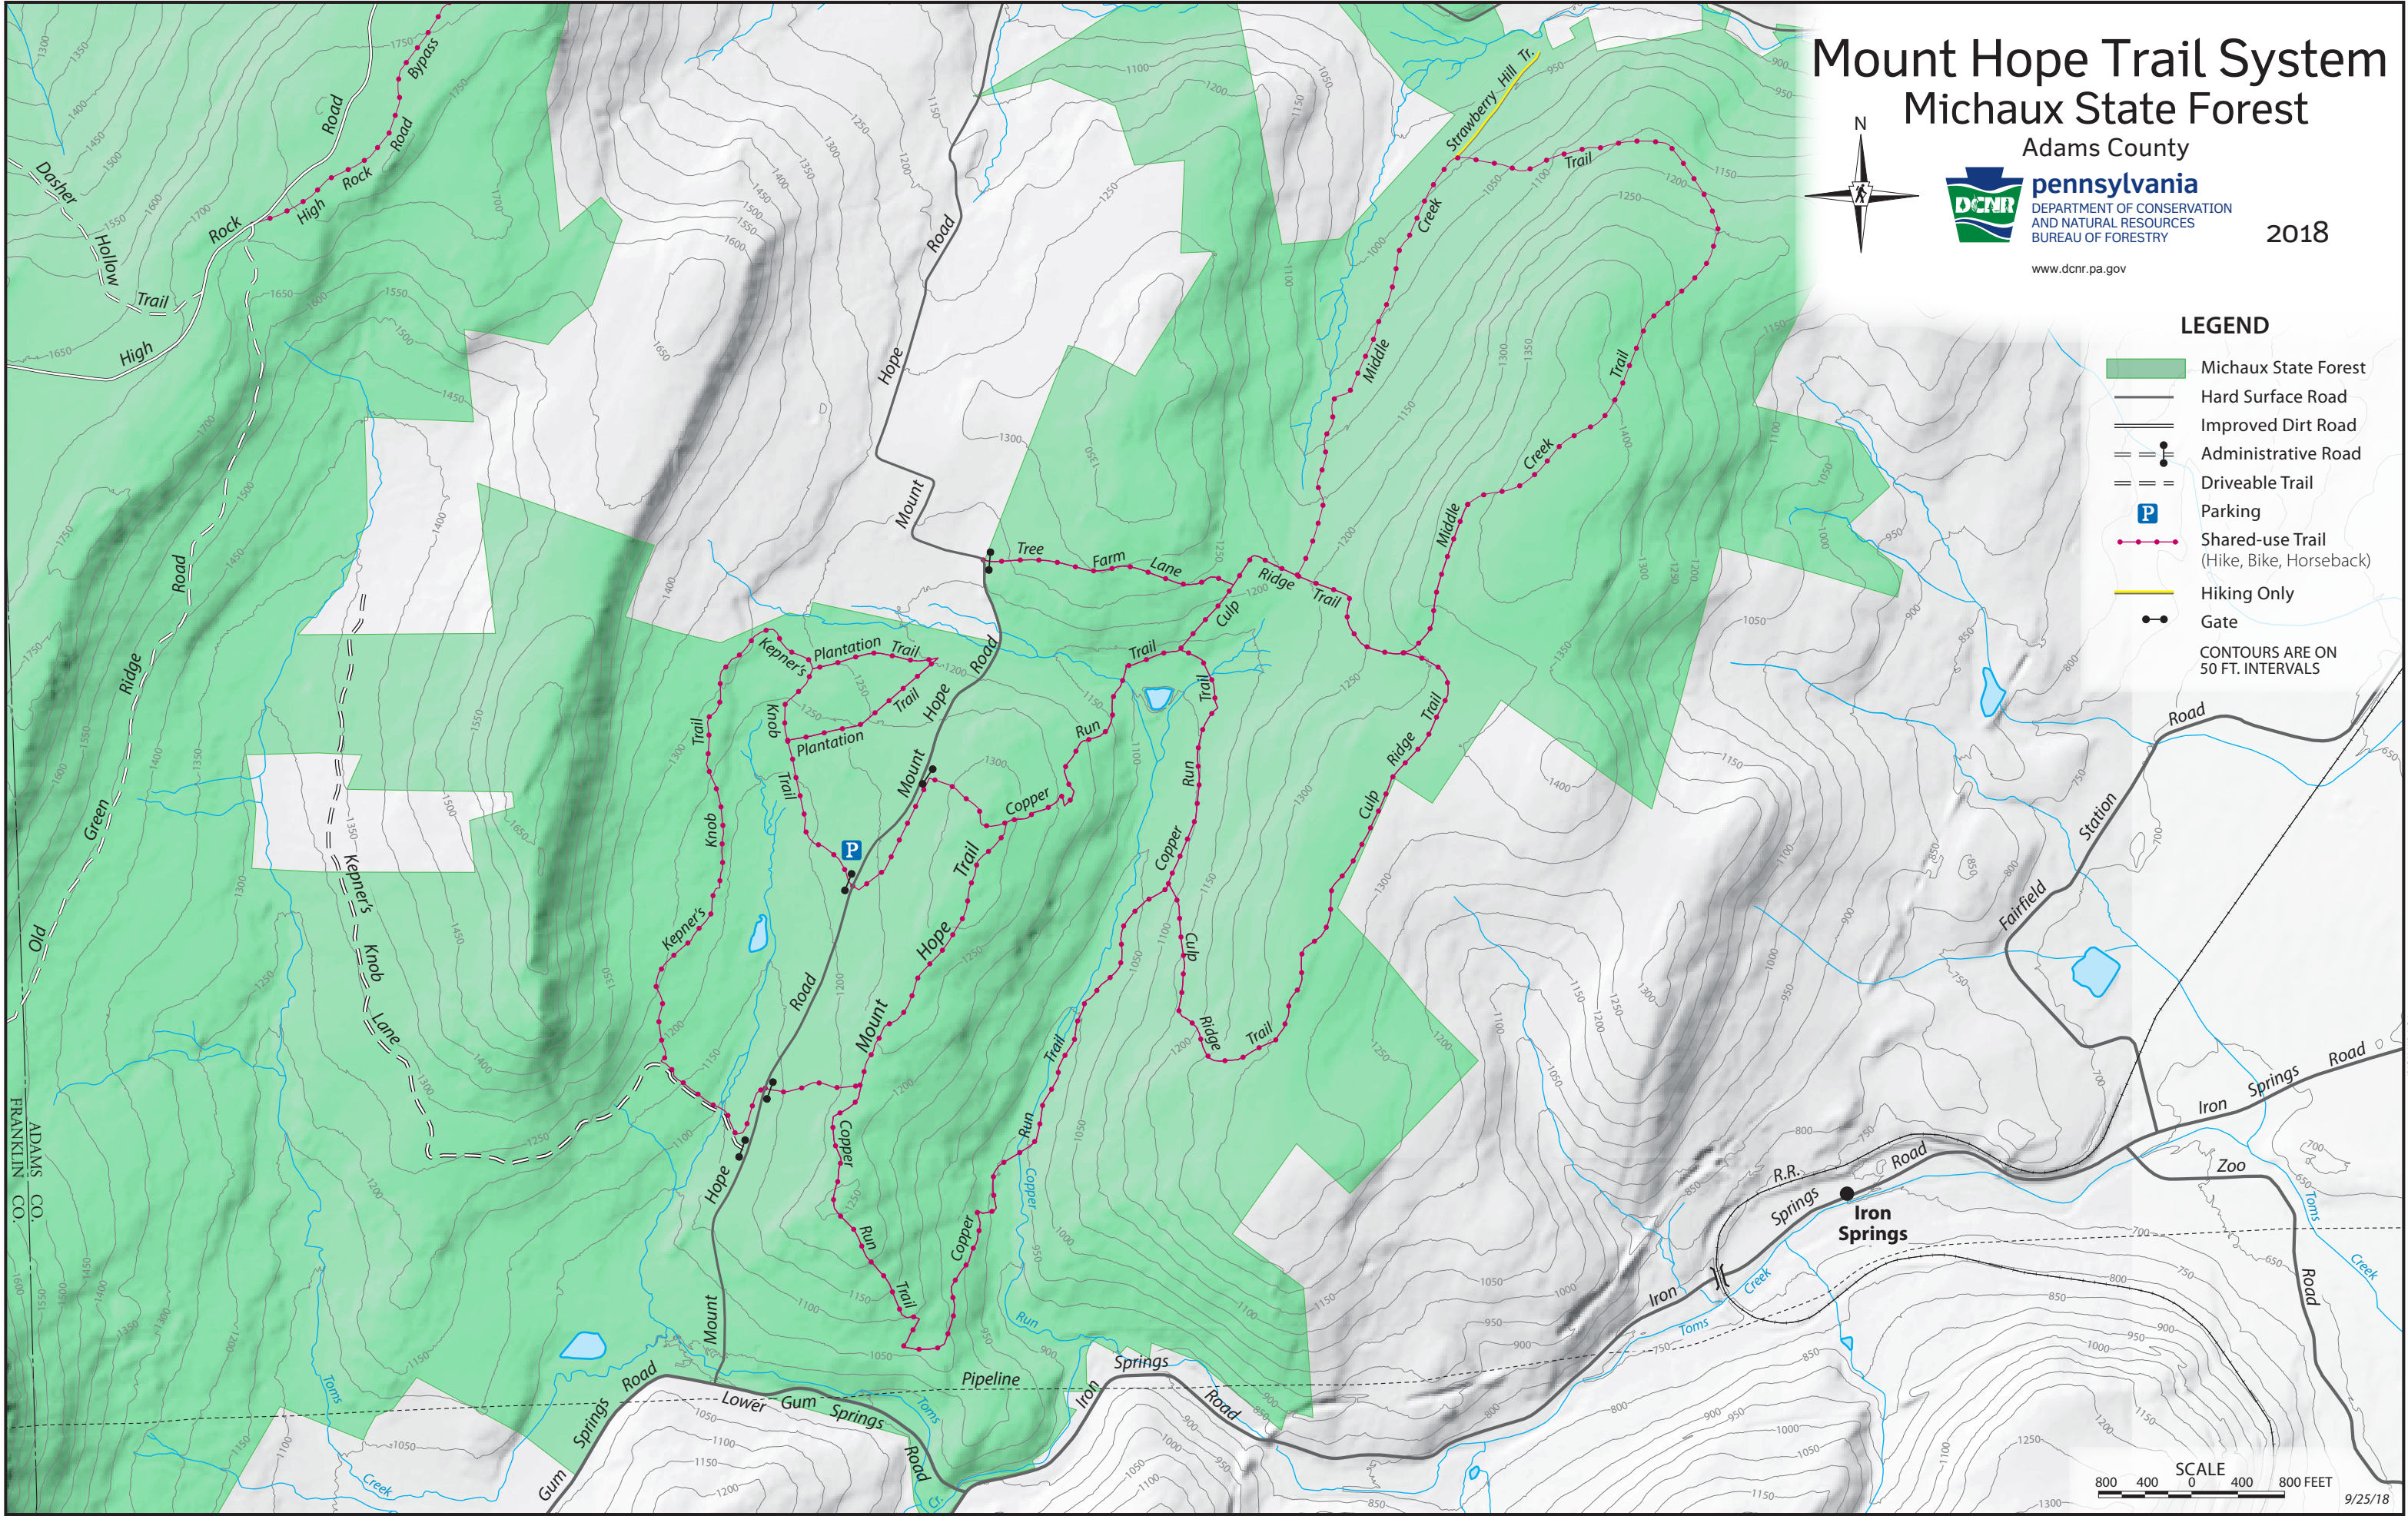 Mount Hope Trail System
Michaux State Forest
Adams County
N
pennsylvania
DCNR
DEPARTMENT OF CONSERVATION
AND NATURAL RESOURCES
BUREAU OF FORESTRY
2018
www.dcnr.pa.gov
LEGEND
Michaux State Forest
Hard Surface Road
Improved Dirt Road
Administrative Road
Driveable Trail
P
Parking
Shared-use Trail
(Hike, Bike, Horseback)
Hiking Only
Gate
CONTOURS ARE ON
50 FT. INTERVALS
High Rock Road Bypass
High Rock Road
Dasher Hollow Trail
Old Green Ridge Road
Kepner's Knob Lane
Mount Hope Road
Strawberry Hill Tr.
Middle Creek Trail
Middle Creek Trail
Tree Farm Lane
Culp Ridge Trail
Culp Ridge Trail
Culp Ridge Trail
Kepner's Knob Trail
Kepner's Knob Trail
Plantation Trail
Plantation Trail
P
Mount Hope Road
Copper Run Trail
Copper Run Trail
Mount Hope Trail
Mount Hope Road
Copper Run Trail
Copper Run Trail
Copper Run
Gum Springs Road
Lower Gum Springs Road
Pipeline
Iron Springs Road
Toms Creek
Toms Cr.
Toms Creek
Iron Springs Road
R.R.
Iron Springs
Fairfield Station Road
Iron Springs Road
Zoo Road
Toms Creek
ADAMS CO.
FRANKLIN CO.
SCALE
800 400 0 400 800 FEET
9/25/18